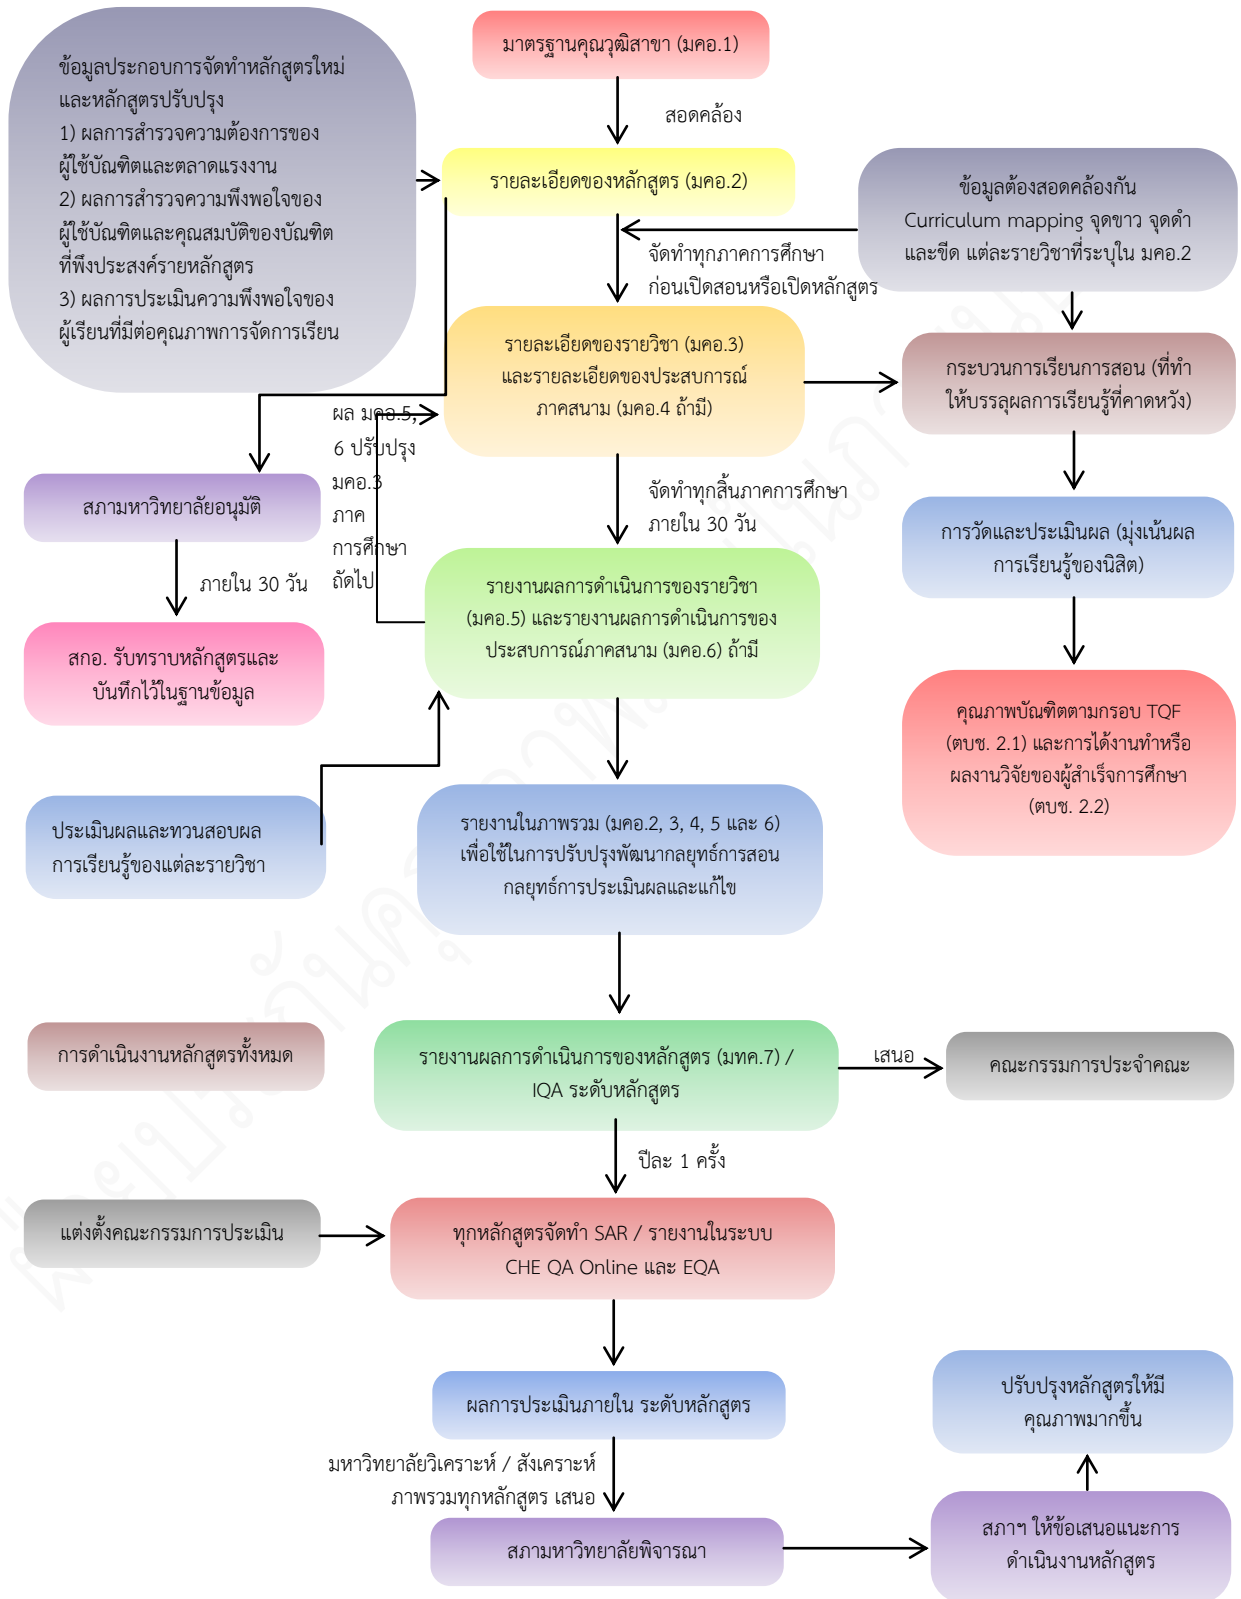 มาตรฐานคุณวุฒิสาขา (มคอ.1)
สอดคล้อง
ข้อมูลประกอบการจัดทำหลักสูตรใหม่
และหลักสูตรปรับปรุง
1) ผลการสำรวจความต้องการของ
ผู้ใช้บัณฑิตและตลาดแรงงาน
2) ผลการสำรวจความพึงพอใจของ
ผู้ใช้บัณฑิตและคุณสมบัติของบัณฑิต
ที่พึงประสงค์รายหลักสูตร
3) ผลการประเมินความพึงพอใจของ
ผู้เรียนที่มีต่อคุณภาพการจัดการเรียน
รายละเอียดของหลักสูตร (มคอ.2)
ข้อมูลต้องสอดคล้องกัน
Curriculum mapping จุดขาว จุดดำ
และขีด แต่ละรายวิชาที่ระบุใน มคอ.2
จัดทำทุกภาคการศึกษา
ก่อนเปิดสอนหรือเปิดหลักสูตร
รายละเอียดของรายวิชา (มคอ.3)
และรายละเอียดของประสบการณ์
ภาคสนาม (มคอ.4 ถ้ามี)
กระบวนการเรียนการสอน (ที่ทำ
ให้บรรลุผลการเรียนรู้ที่คาดหวัง)
ผล มคอ.5,
6 ปรับปรุง
มคอ.3
ภาค
การศึกษา
ถัดไป
สภามหาวิทยาลัยอนุมัติ
จัดทำทุกสิ้นภาคการศึกษา
ภายใน 30 วัน
การวัดและประเมินผล (มุ่งเน้นผล
การเรียนรู้ของนิสิต)
ภายใน 30 วัน
รายงานผลการดำเนินการของรายวิชา
(มคอ.5) และรายงานผลการดำเนินการของ
ประสบการณ์ภาคสนาม (มคอ.6) ถ้ามี
สกอ. รับทราบหลักสูตรและ
บันทึกไว้ในฐานข้อมูล
คุณภาพบัณฑิตตามกรอบ TQF
(ตบช. 2.1) และการได้งานทำหรือ
ผลงานวิจัยของผู้สำเร็จการศึกษา
(ตบช. 2.2)
ประเมินผลและทวนสอบผล
การเรียนรู้ของแต่ละรายวิชา
รายงานในภาพรวม (มคอ.2, 3, 4, 5 และ 6)
เพื่อใช้ในการปรับปรุงพัฒนากลยุทธ์การสอน
กลยุทธ์การประเมินผลและแก้ไข
การดำเนินงานหลักสูตรทั้งหมด
รายงานผลการดำเนินการของหลักสูตร (มทค.7) /
IQA ระดับหลักสูตร
เสนอ
คณะกรรมการประจำคณะ
ปีละ 1 ครั้ง
แต่งตั้งคณะกรรมการประเมิน
ทุกหลักสูตรจัดทำ SAR / รายงานในระบบ
CHE QA Online และ EQA
ผลการประเมินภายใน ระดับหลักสูตร
ปรับปรุงหลักสูตรให้มี
คุณภาพมากขึ้น
มหาวิทยาลัยวิเคราะห์ / สังเคราะห์
ภาพรวมทุกหลักสูตร เสนอ
สภามหาวิทยาลัยพิจารณา
สภาฯ ให้ข้อเสนอแนะการ
ดำเนินงานหลักสูตร